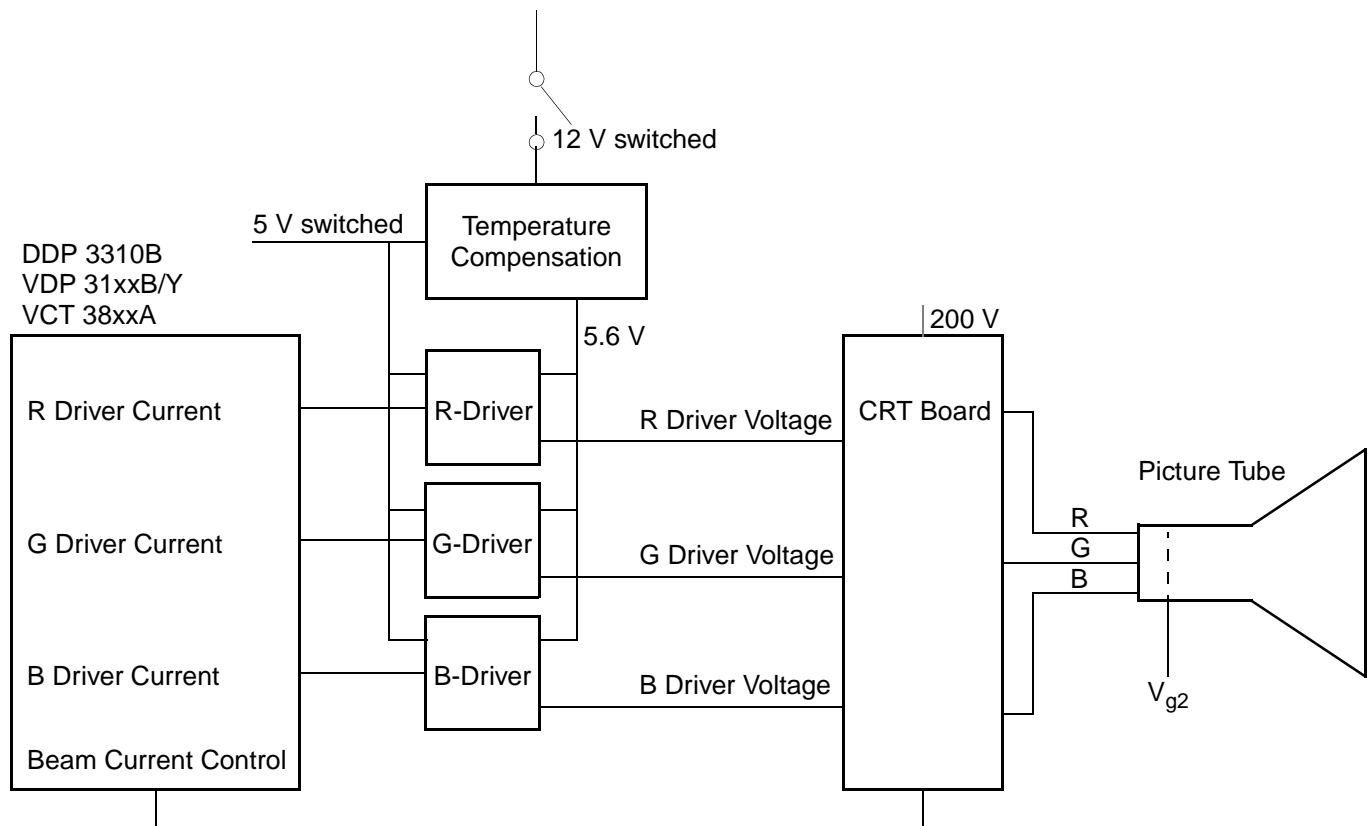 12 V switched
5 V switched
Temperature
Compensation
DDP 3310B
VDP 31xxB/Y
VCT 38xxA
5.6 V
200 V
R Driver Current
R-Driver
R Driver Voltage
CRT Board
Picture Tube
R
G
B
G Driver Current
G-Driver
G Driver Voltage
B Driver Current
B-Driver
B Driver Voltage
Vg2
Beam Current Control